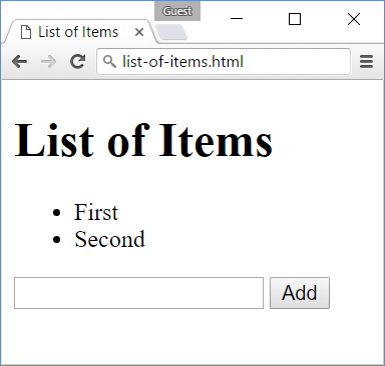 Guest
List of Items
list-of-items.html
List of Items
First
Second
Add